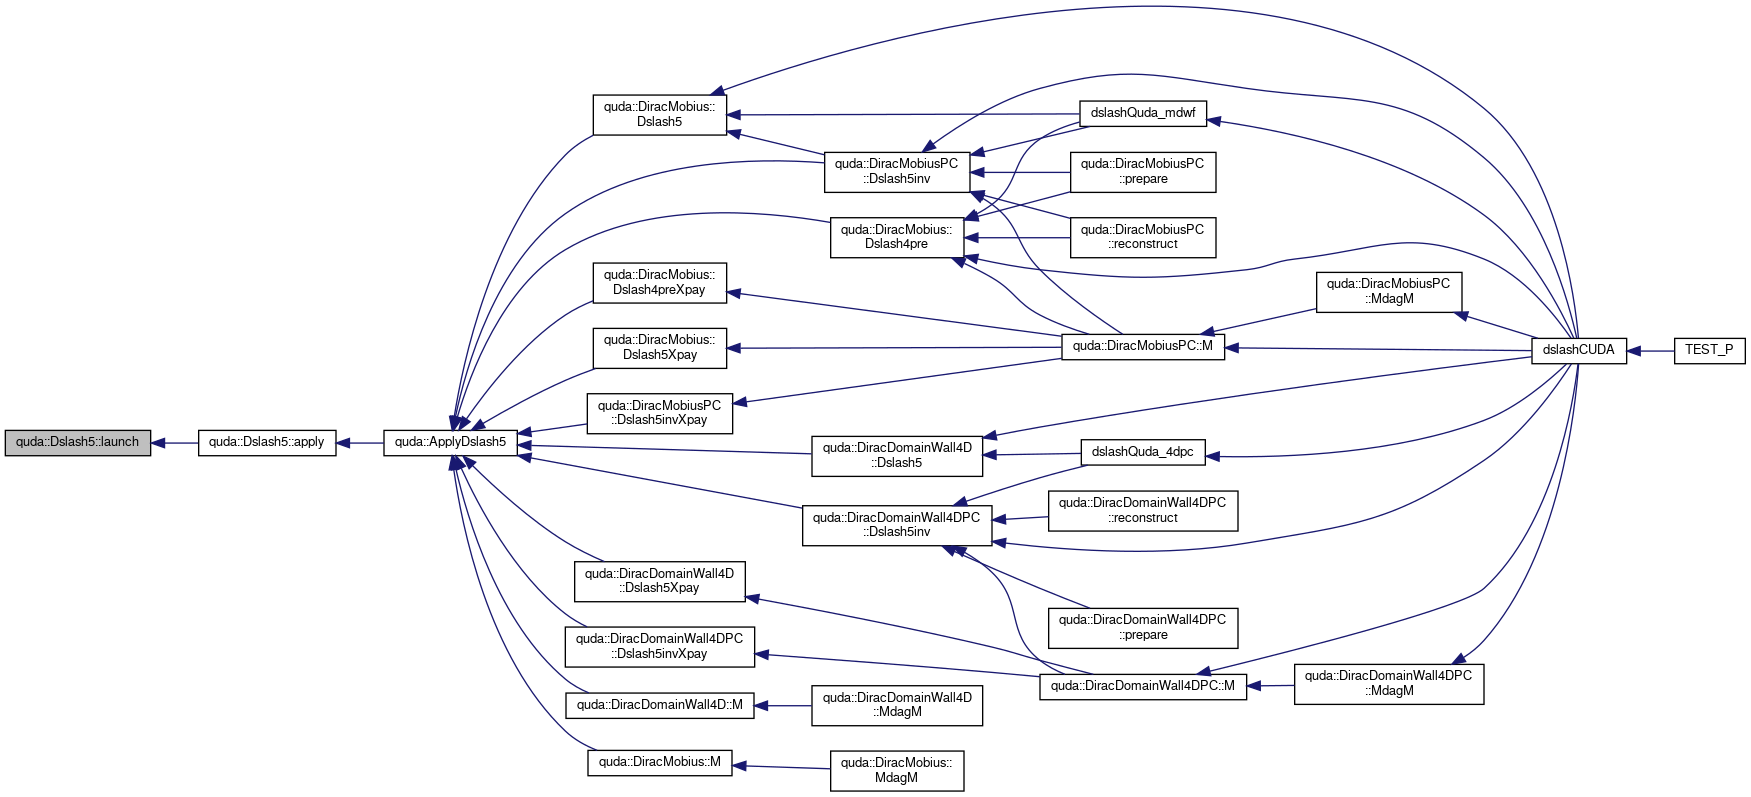 quda::Dslash5::launch
quda::Dslash5::apply
quda::ApplyDslash5
quda::DiracMobius::
Dslash5
quda::DiracMobiusPC
::Dslash5inv
quda::DiracMobius::
Dslash4pre
quda::DiracMobius::
Dslash4preXpay
quda::DiracMobius::
Dslash5Xpay
quda::DiracMobiusPC
::Dslash5invXpay
quda::DiracDomainWall4D
::Dslash5
quda::DiracDomainWall4DPC
::Dslash5inv
quda::DiracDomainWall4D
::Dslash5Xpay
quda::DiracDomainWall4DPC
::Dslash5invXpay
quda::DiracDomainWall4D::M
quda::DiracDomainWall4D
::MdagM
quda::DiracMobius::M
quda::DiracMobius::
MdagM
dslashQuda_mdwf
quda::DiracMobiusPC
::prepare
quda::DiracMobiusPC
::reconstruct
quda::DiracMobiusPC::M
quda::DiracMobiusPC
::MdagM
dslashQuda_4dpc
quda::DiracDomainWall4DPC
::reconstruct
quda::DiracDomainWall4DPC
::prepare
quda::DiracDomainWall4DPC::M
quda::DiracDomainWall4DPC
::MdagM
dslashCUDA
TEST_P